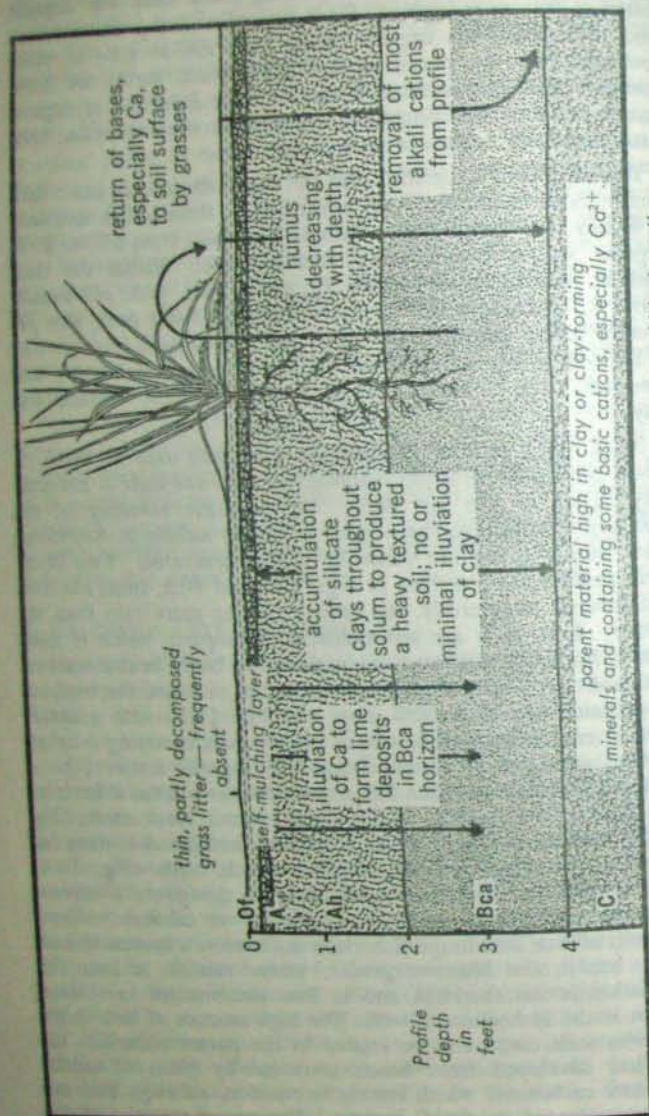 thin, partly decomposed
grass litter — frequently
absent
return of bases,
especially Ca,
to soil surface
by grasses
Of
0
self-mulching layer
A
1
Ah
2
3
Bca
4
C
Profile
depth
in
feet
illuviation
of Ca to
form lime
deposits
in Bca
horizon
accumulation
of silicate
clays throughout
solum to produce
a heavy textured
soil; no or
minimal illuviation
of clay
humus
decreasing
with depth
removal of most
alkali cations
from profile
parent material high in clay or clay-forming
minerals and containing some basic cations, especially Ca2+